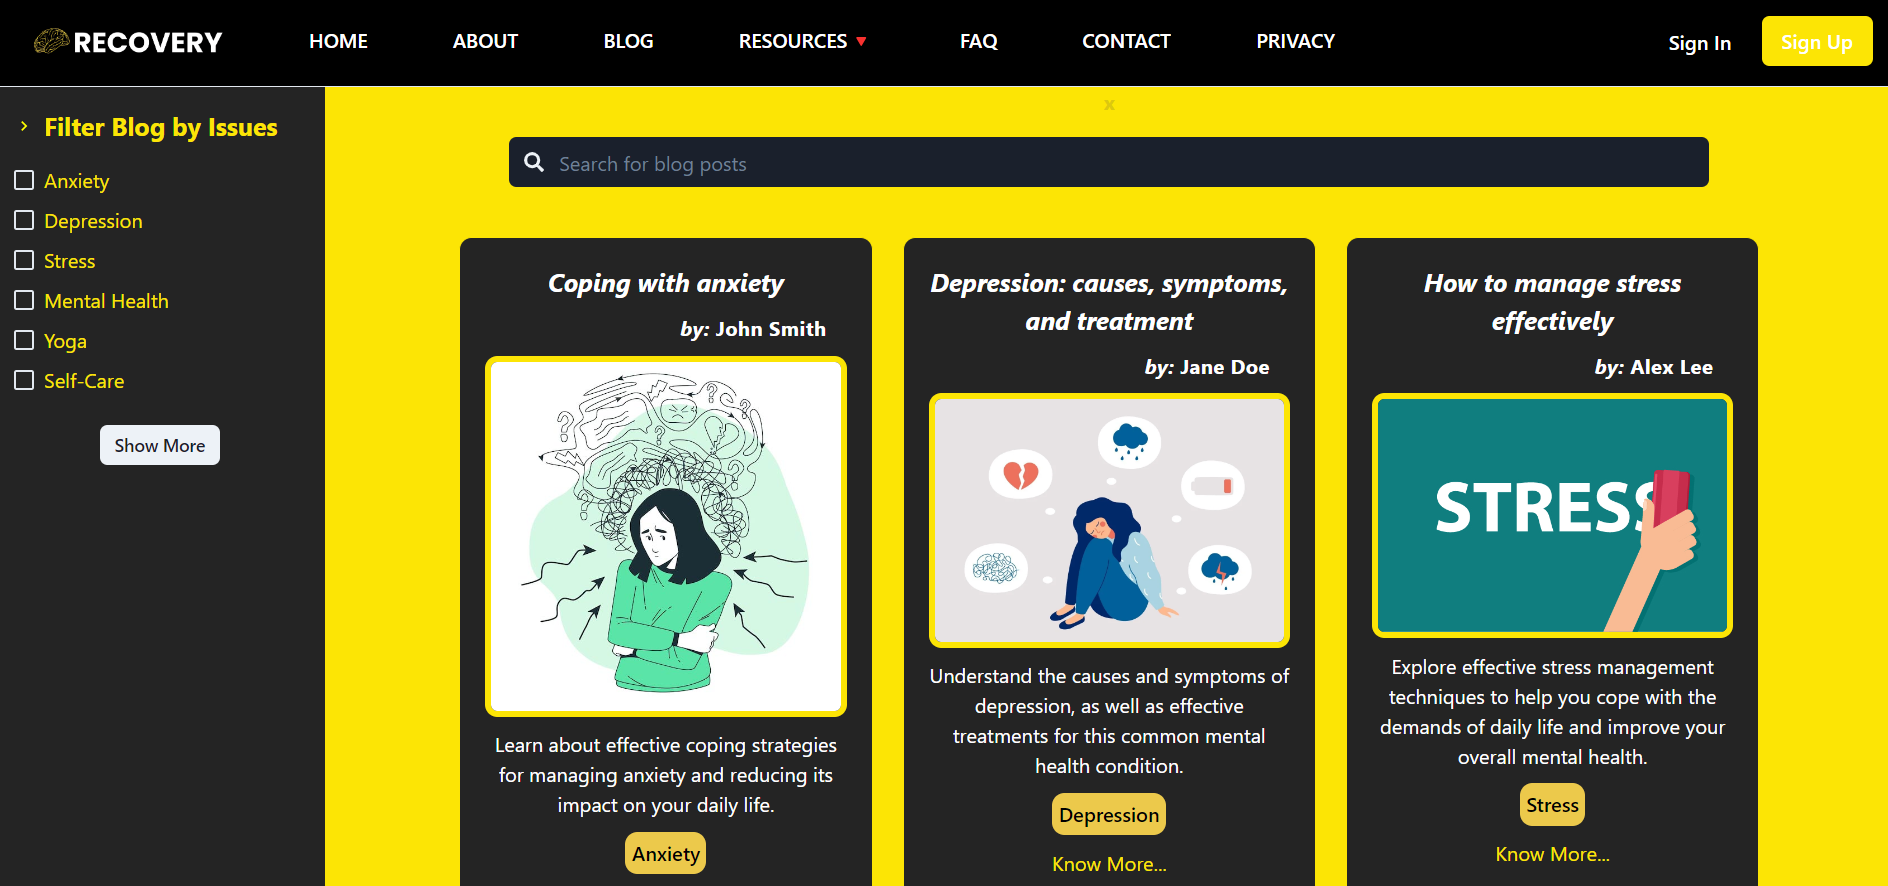 RECOVERY
HOME
ABOUT
BLOG
RESOURCES
FAQ
CONTACT
PRIVACY
Sign In
Sign Up
Filter Blog by Issues
Anxiety
Depression
Stress
Mental Health
Yoga
Self-Care
Show More
x
Search for blog posts
Coping with anxiety
by: John Smith
Learn about effective coping strategies
for managing anxiety and reducing its
impact on your daily life.
Anxiety
Depression: causes, symptoms,
and treatment
by: Jane Doe
Understand the causes and symptoms of
depression, as well as effective
treatments for this common mental
health condition.
Depression
Know More...
How to manage stress
effectively
by: Alex Lee
STRESS
Explore effective stress management
techniques to help you cope with the
demands of daily life and improve your
overall mental health.
Stress
Know More...